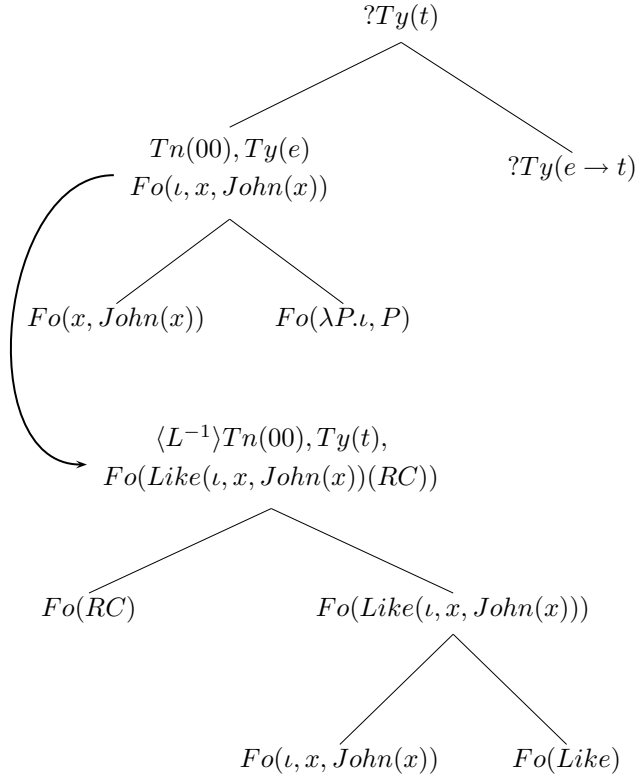 ?Ty(t)
Tn(00), Ty(e)
Fo(ι, x, John(x))
?Ty(e → t)
Fo(x, John(x))
Fo(λP.ι, P)
⟨L⁻¹⟩Tn(00), Ty(t),
Fo(Like(ι, x, John(x))(RC))
Fo(RC)
Fo(Like(ι, x, John(x)))
Fo(ι, x, John(x))
Fo(Like)